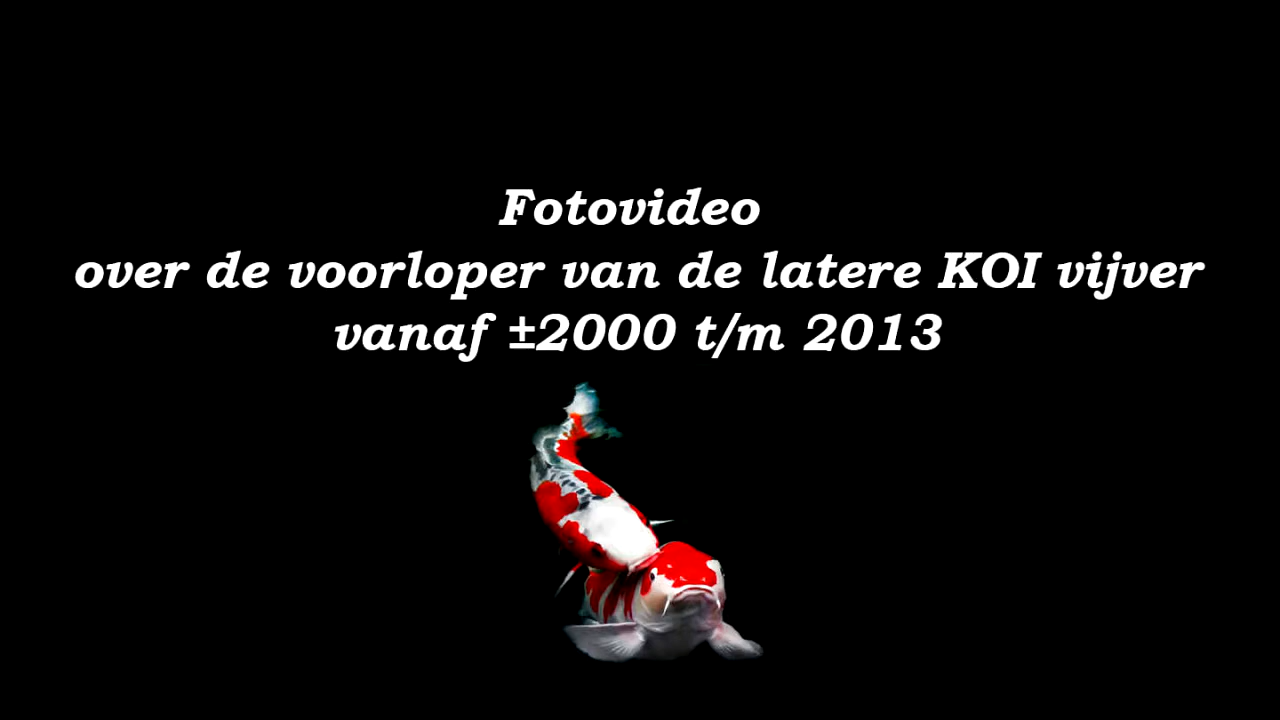 Fotovideo
over de voorloper van de latere KOI vijver
vanaf ±2000 t/m 2013